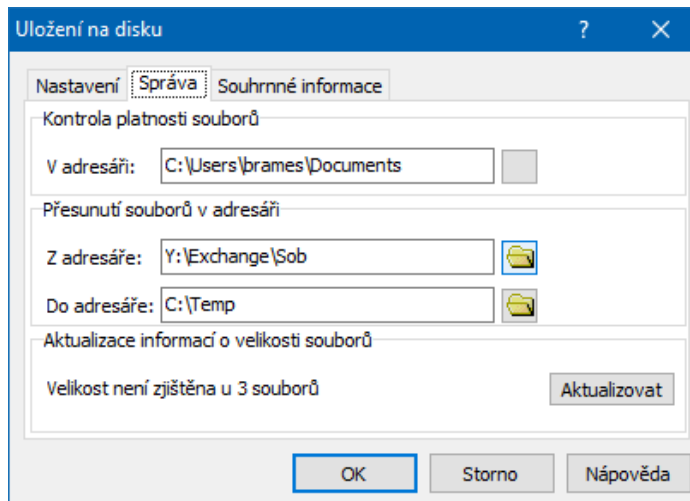 Uložení na disku ?
Nastavení Správa Souhrnné informace
Kontrola platnosti souborů
V adresáři: C:\Users\brames\Documents
Přesunutí souborů v adresáři
Z adresáře: Y:\Exchange\Sob
Do adresáře: C:\Temp
Aktualizace informací o velikosti souborů
Velikost není zjištěna u 3 souborů Aktualizovat
OK Storno Nápověda